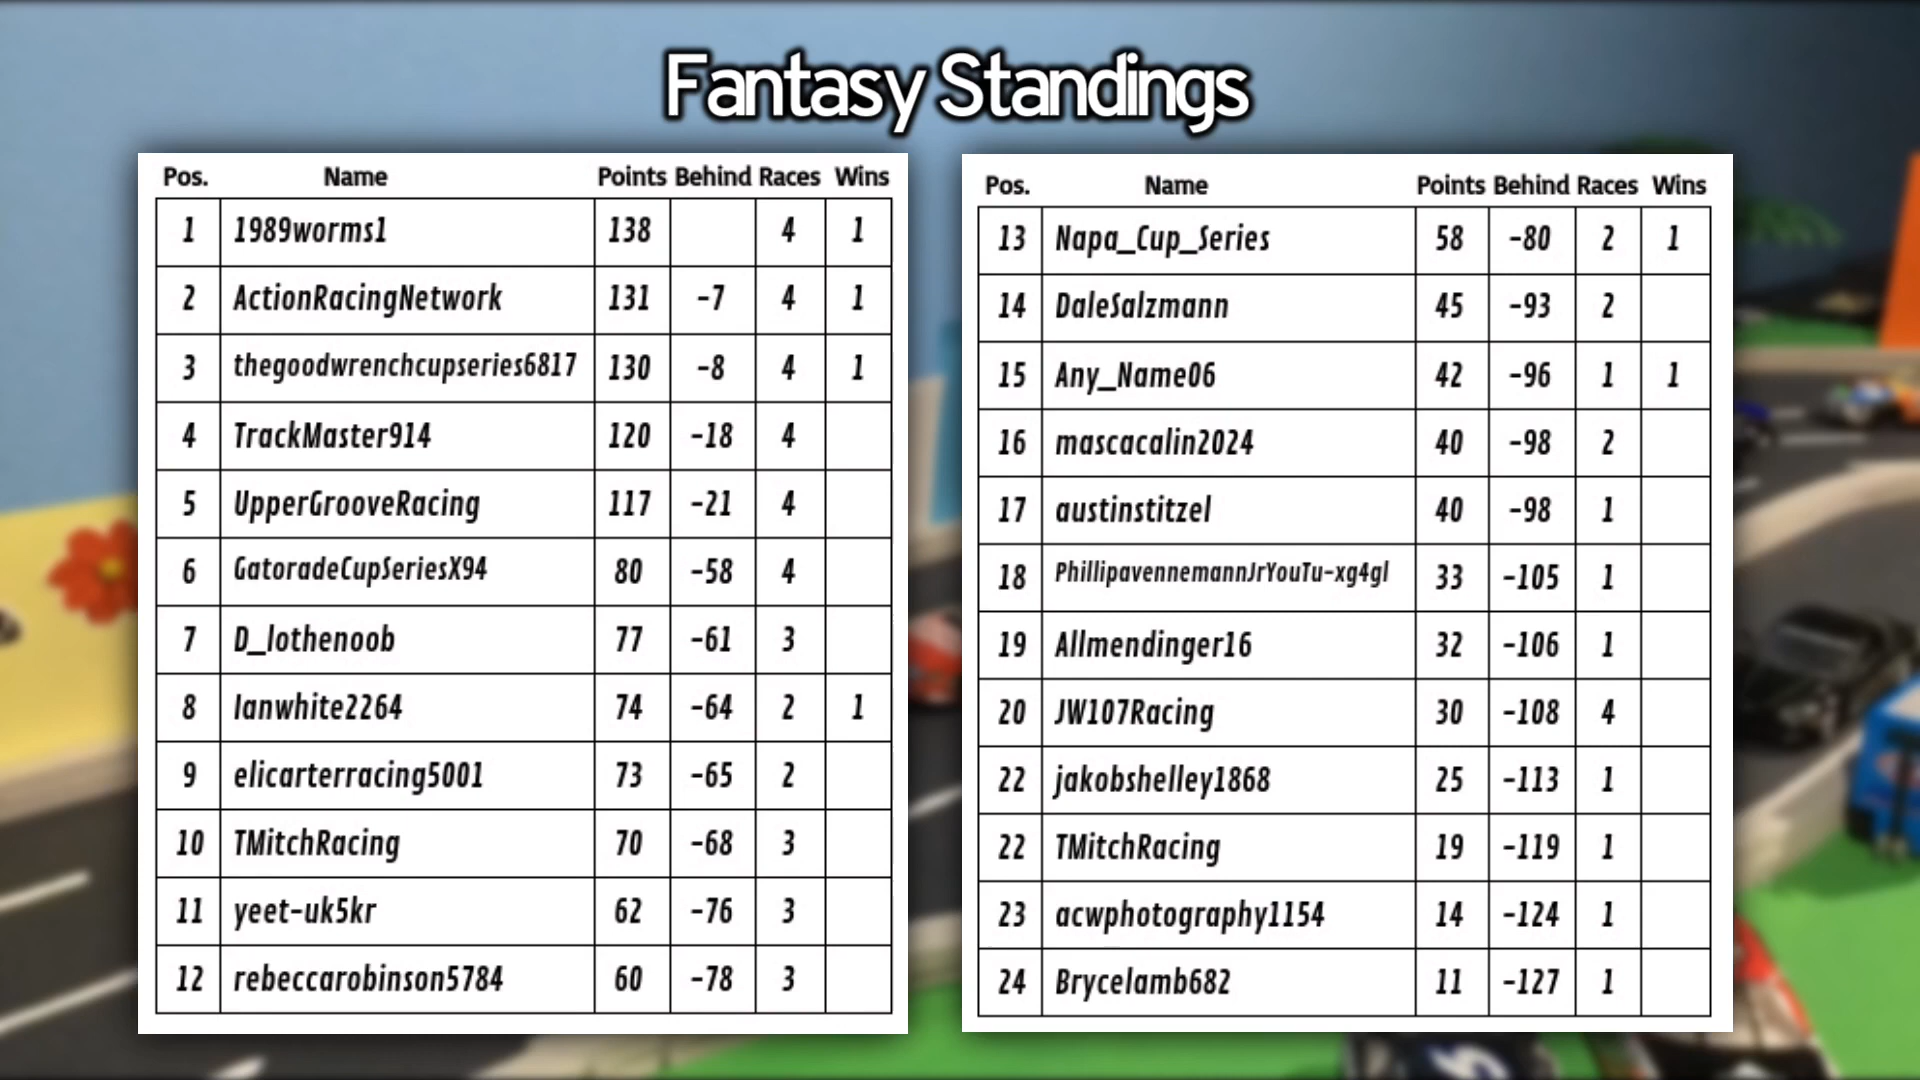 Fantasy Standings
Pos. Name Points Behind Races Wins
1 1989worms1 138 4 1
2 ActionRacingNetwork 131 -7 4 1
3 thegoodwrenchcupseries6817 130 -8 4 1
4 TrackMaster914 120 -18 4
5 UpperGrooveRacing 117 -21 4
6 GatoradeCupSeriesX94 80 -58 4
7 D_lothenoob 77 -61 3
8 Ianwhite2264 74 -64 2 1
9 elicarterracing5001 73 -65 2
10 TMitchRacing 70 -68 3
11 yeet-uk5kr 62 -76 3
12 rebeccarobinson5784 60 -78 3
Pos. Name Points Behind Races Wins
13 Napa_Cup_Series 58 -80 2 1
14 DaleSalzmann 45 -93 2
15 Any_Name06 42 -96 1 1
16 mascacalin2024 40 -98 2
17 austinstitzel 40 -98 1
18 PhillipavennemannJrYouTu-xg4gl 33 -105 1
19 Allmendinger16 32 -106 1
20 JW107Racing 30 -108 4
22 jakobshelley1868 25 -113 1
22 TMitchRacing 19 -119 1
23 acwphotography1154 14 -124 1
24 Brycelamb682 11 -127 1